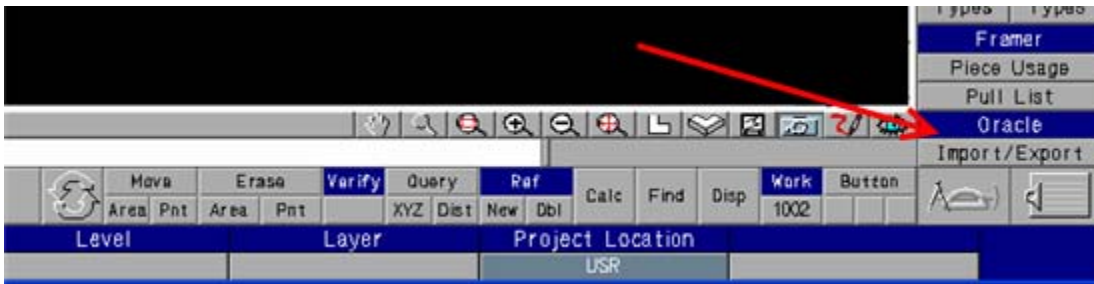 Types Types
Framer
Piece Usage
Pull List
Oracle
Import/Export
Move Erase Verify Query Ref Calc Find Disp Work Button
Area Pnt Area Pnt XYZ Dist New Dbl 1002
Level Layer Project Location
USR